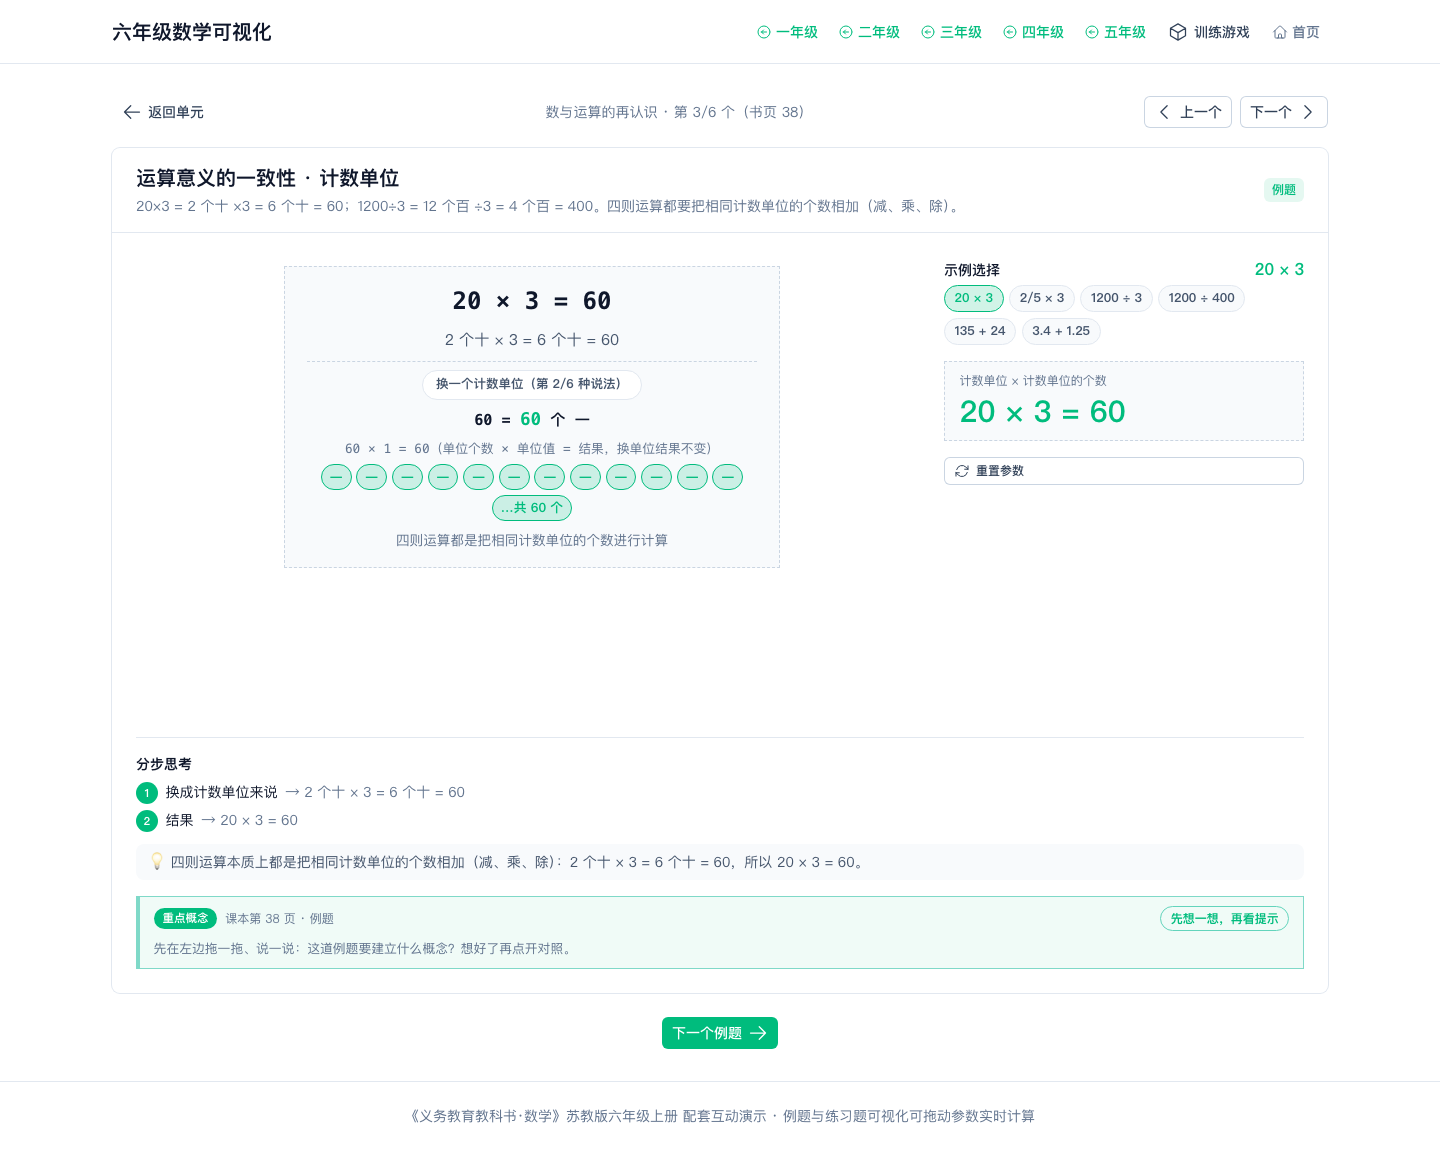 六年级数学可视化
一年级 二年级 三年级 四年级 五年级 训练游戏 首页
返回单元
数与运算的再认识 · 第 3/6 个（书页 38）
上一个 下一个
运算意义的一致性 · 计数单位
20×3 = 2 个十 ×3 = 6 个十 = 60；1200÷3 = 12 个百 ÷3 = 4 个百 = 400。四则运算都要把相同计数单位的个数相加（减、乘、除）。
例题
20 × 3 = 60
2 个十 × 3 = 6 个十 = 60
换一个计数单位（第 2/6 种说法）
60 = 60 个 一
60 × 1 = 60（单位个数 × 单位值 = 结果，换单位结果不变）
一 一 一 一 一 一 一 一 一 一 一 一
…共 60 个
四则运算都是把相同计数单位的个数进行计算
示例选择 20 × 3
20 × 3 2/5 × 3 1200 ÷ 3 1200 ÷ 400
135 + 24 3.4 + 1.25
计数单位 × 计数单位的个数
20 × 3 = 60
重置参数
分步思考
1 换成计数单位来说 → 2 个十 × 3 = 6 个十 = 60
2 结果 → 20 × 3 = 60
💡 四则运算本质上都是把相同计数单位的个数相加（减、乘、除）：2 个十 × 3 = 6 个十 = 60，所以 20 × 3 = 60。
重点概念 课本第 38 页 · 例题
先想一想，再看提示
先在左边拖一拖、说一说：这道例题要建立什么概念？想好了再点开对照。
下一个例题
《义务教育教科书·数学》苏教版六年级上册 配套互动演示 · 例题与练习题可视化可拖动参数实时计算